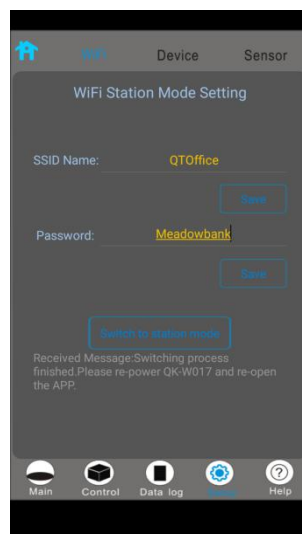 WiFi Device Sensor
WiFi Station Mode Setting
SSID Name: QTOffice
Save
Password: Meadowbank
Save
Switch to station mode
Received Message:Switching process
finished.Please re-power QK-W017 and re-open
the APP.
Main Control Data log Setup Help